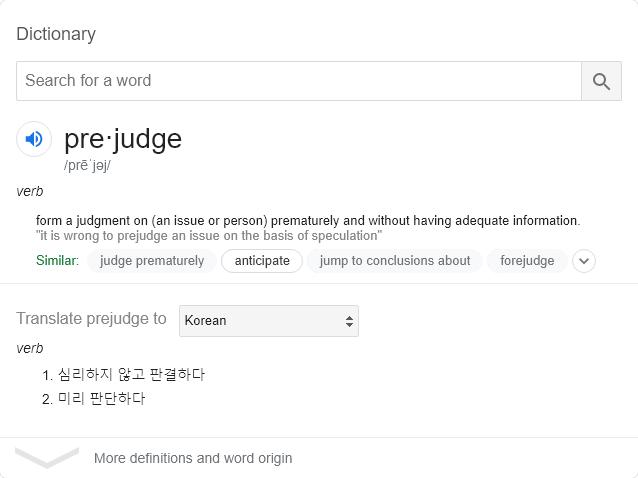 Dictionary
Search for a word
pre·judge
/prēˈjəj/
verb
form a judgment on (an issue or person) prematurely and without having adequate information.
"it is wrong to prejudge an issue on the basis of speculation"
Similar: judge prematurely anticipate jump to conclusions about forejudge
Translate prejudge to Korean
verb
1. 심리하지 않고 판결하다
2. 미리 판단하다
More definitions and word origin